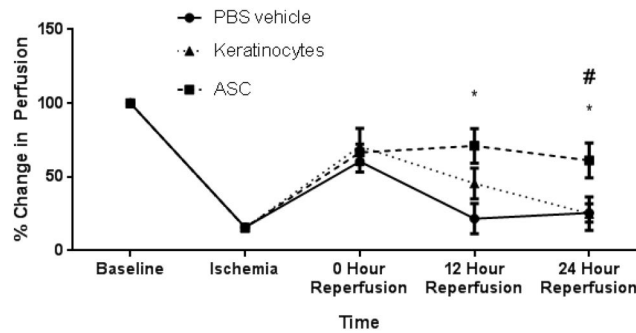 PBS vehicle
Keratinocytes
ASC
% Change in Perfusion
150
100
50
0
*
#
*
Baseline
Ischemia
0 Hour
Reperfusion
12 Hour
Reperfusion
24 Hour
Reperfusion
Time